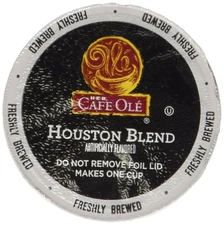 H-E-B
CAFÉ OLÉ
U
HOUSTON BLEND
ARTIFICIALLY FLAVORED
DO NOT REMOVE FOIL LID
MAKES ONE CUP
FRESHLY BREWED
FRESHLY BREWED
FRESHLY BREWED
FRESHLY BREWED
FRESHLY BREWED